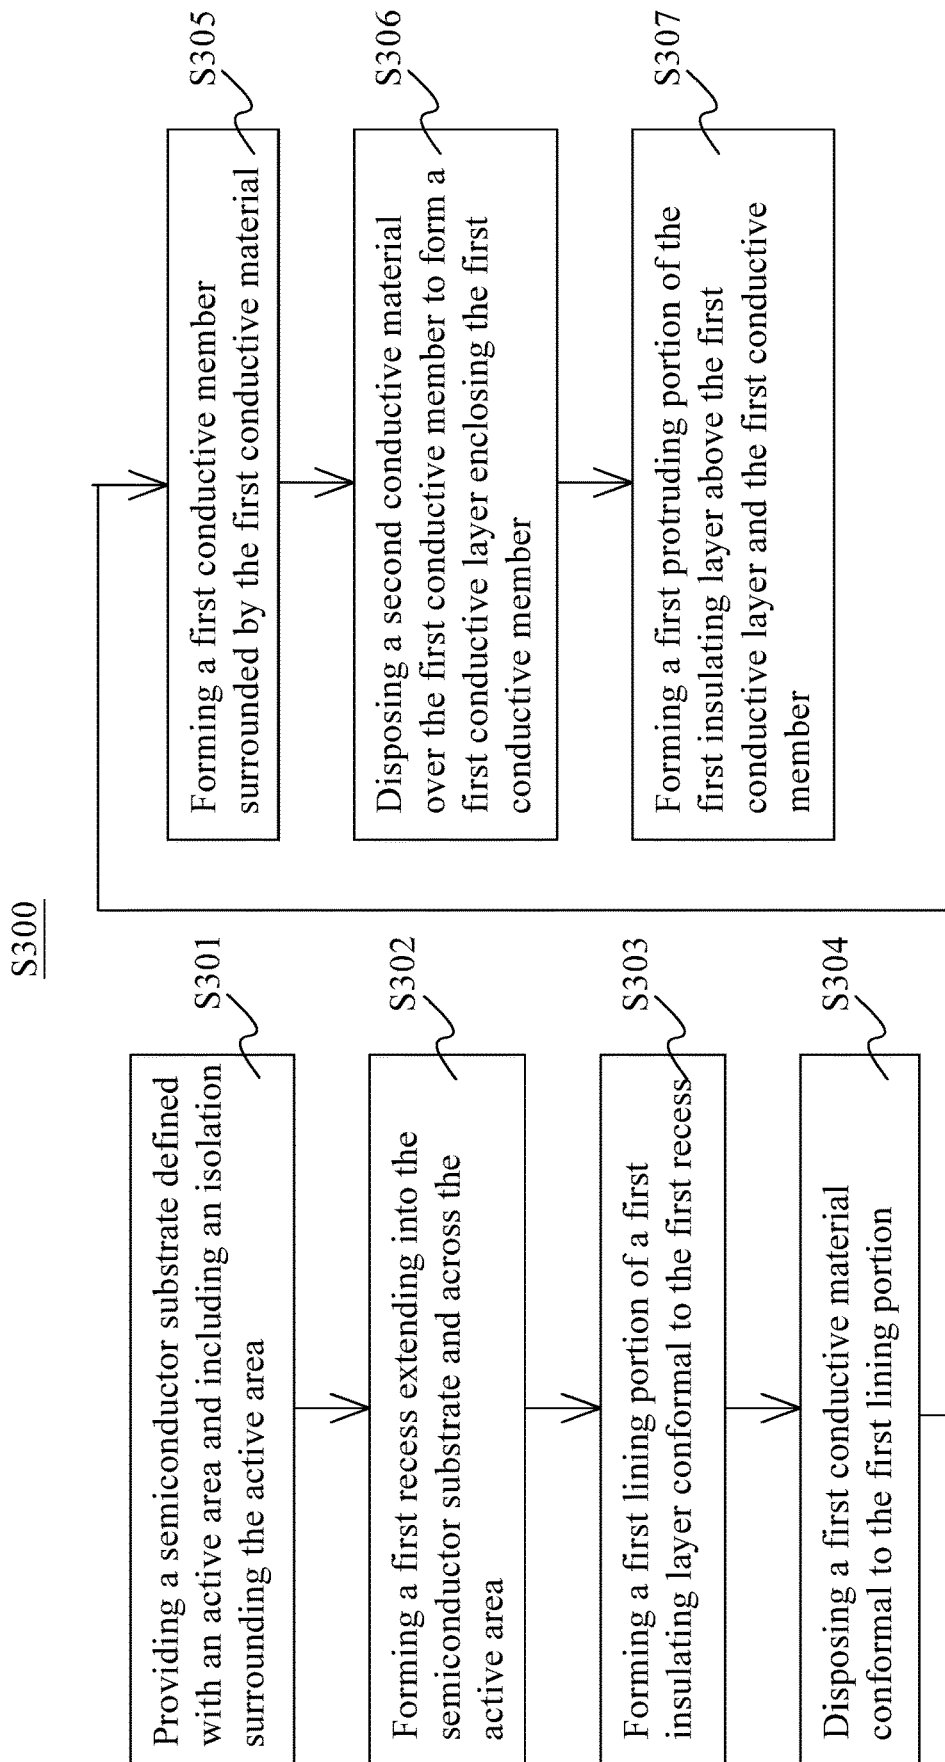 S300
S301
Providing a semiconductor substrate defined
with an active area and including an isolation
surrounding the active area
S302
Forming a first recess extending into the
semiconductor substrate and across the
active area
S303
Forming a first lining portion of a first
insulating layer conformal to the first recess
S304
Disposing a first conductive material
conformal to the first lining portion
S305
Forming a first conductive member
surrounded by the first conductive material
S306
Disposing a second conductive material
over the first conductive member to form a
first conductive layer enclosing the first
conductive member
S307
Forming a first protruding portion of the
first insulating layer above the first
conductive layer and the first conductive
member